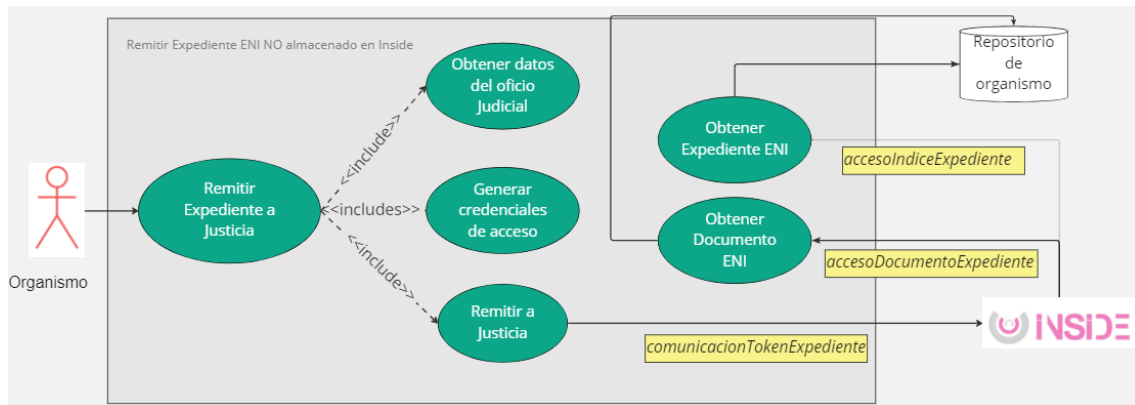 Remitir Expediente ENI NO almacenado en Inside
Obtener datos
del oficio
Judicial
Repositorio
de
organismo
Obtener
Expediente ENI
accesoIndiceExpediente
<<include>>
Remitir
Expediente a
Justicia
<<includes>>
Generar
credenciales
de acceso
Obtener
Documento
ENI
accesoDocumentoExpediente
Organismo
<<include>>
Remitir a
Justicia
comunicacionTokenExpediente
INSIDE